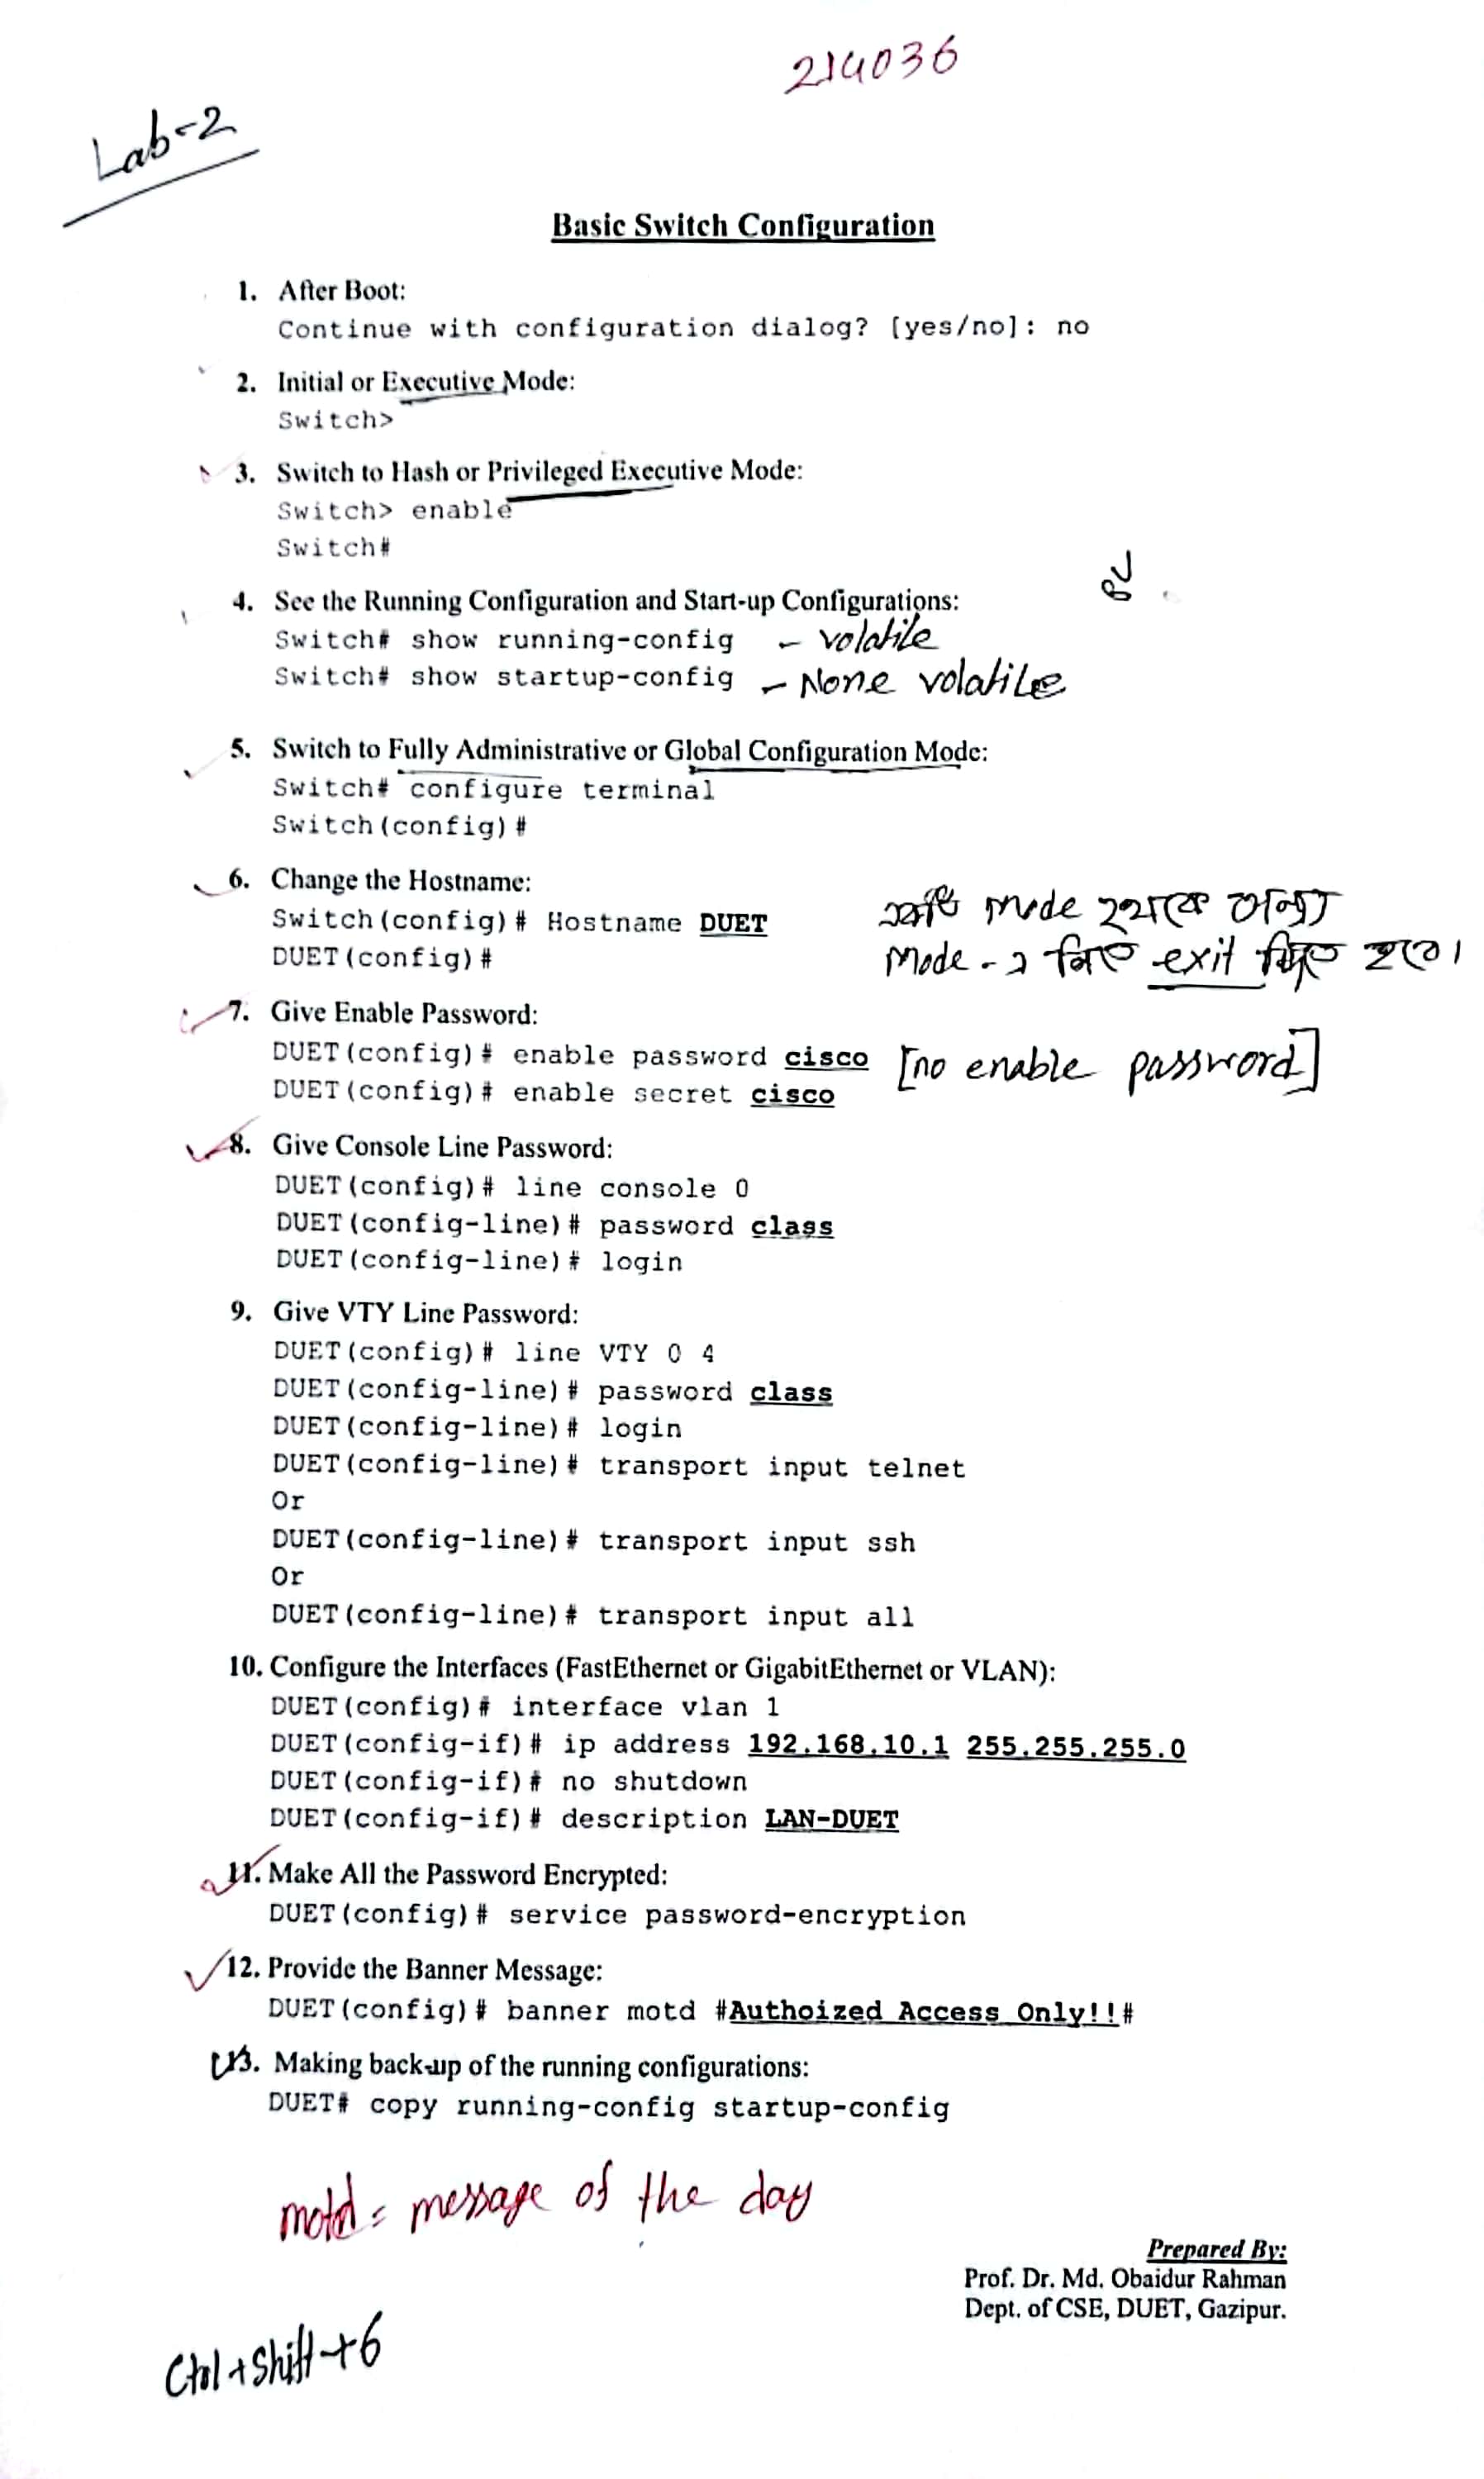 214036
Lab-2
Basic Switch Configuration
1. After Boot:
Continue with configuration dialog? [yes/no]: no
2. Initial or Executive Mode:
Switch>
3. Switch to Hash or Privileged Executive Mode:
Switch> enable
Switch#
4. See the Running Configuration and Start-up Configurations:
Switch# show running-config - volatile
Switch# show startup-config - None volatile
5. Switch to Fully Administrative or Global Configuration Mode:
Switch# configure terminal
Switch(config)#
6. Change the Hostname:
Switch(config)# Hostname DUET
DUET(config)#
mode অন্য
mode - এ নিতে exit দিতে হবে।
7. Give Enable Password:
DUET(config)# enable password cisco [no enable password]
DUET(config)# enable secret cisco
8. Give Console Line Password:
DUET(config)# line console 0
DUET(config-line)# password class
DUET(config-line)# login
9. Give VTY Line Password:
DUET(config)# line VTY 0 4
DUET(config-line)# password class
DUET(config-line)# login
DUET(config-line)# transport input telnet
Or
DUET(config-line)# transport input ssh
Or
DUET(config-line)# transport input all
10. Configure the Interfaces (FastEthernet or GigabitEthernet or VLAN):
DUET(config)# interface vlan 1
DUET(config-if)# ip address 192.168.10.1 255.255.255.0
DUET(config-if)# no shutdown
DUET(config-if)# description LAN-DUET
11. Make All the Password Encrypted:
DUET(config)# service password-encryption
12. Provide the Banner Message:
DUET(config)# banner motd #Authoized Access Only!!#
13. Making back-up of the running configurations:
DUET# copy running-config startup-config
motd = message of the day
Prepared By:
Prof. Dr. Md. Obaidur Rahman
Dept. of CSE, DUET, Gazipur.
Ctrl+Shift+6